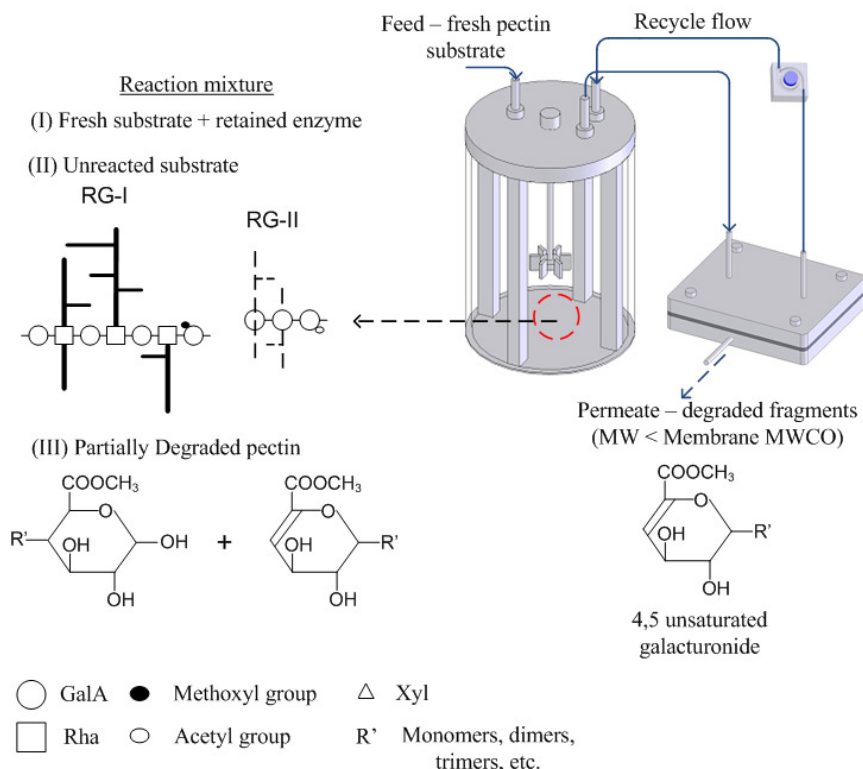 Feed – fresh pectin
substrate
Recycle flow
Reaction mixture
(I) Fresh substrate + retained enzyme
(II) Unreacted substrate
RG-I
RG-II
Permeate – degraded fragments
(MW < Membrane MWCO)
(III) Partially Degraded pectin
COOCH3
O
R'
OH
OH
OH
+
COOCH3
O
R'
OH
OH
COOCH3
O
R'
OH
OH
4,5 unsaturated
galacturonide
GalA
Methoxyl group
Xyl
Rha
Acetyl group
R' Monomers, dimers,
trimers, etc.